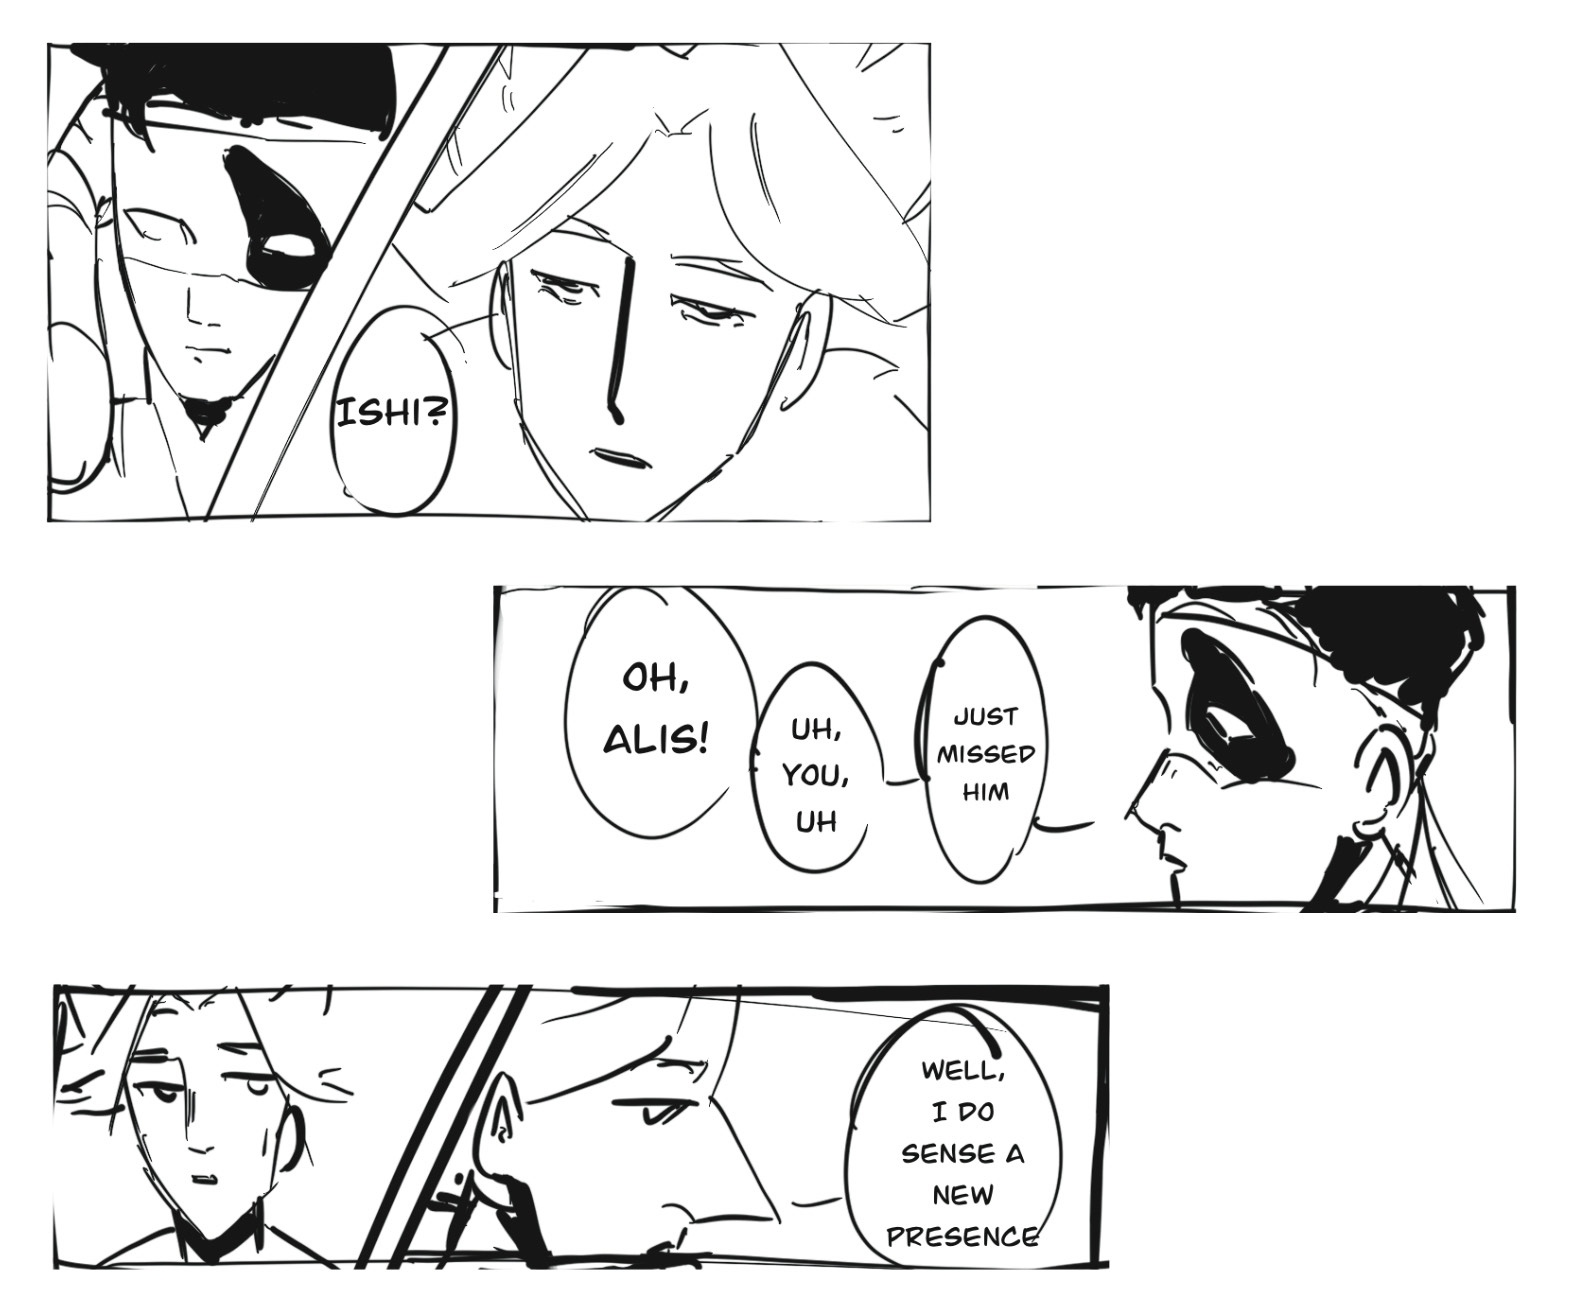 ISHI?
OH,
ALIS!
UH,
YOU,
UH
JUST
MISSED
HIM
WELL,
I DO
SENSE A
NEW
PRESENCE